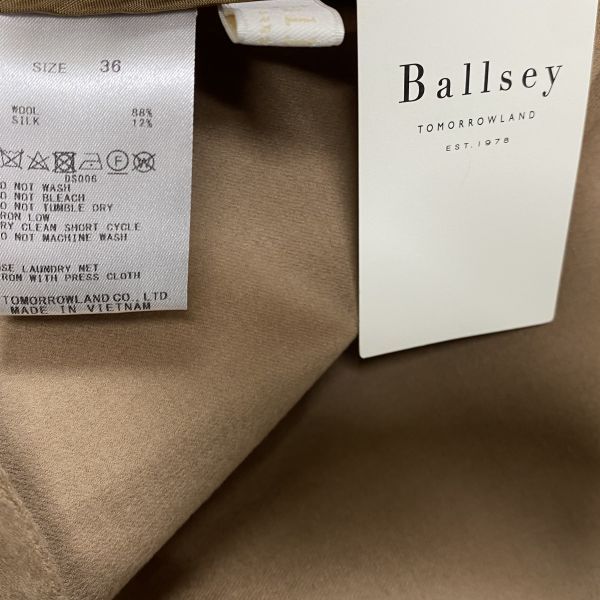 SIZE 36
WOOL 88%
SILK 12%
F W
DS006
O NOT WASH
O NOT BLEACH
O NOT TUMBLE DRY
RON LOW
RY CLEAN SHORT CYCLE
O NOT MACHINE WASH
SE LAUNDRY NET
RON WITH PRESS CLOTH
TOMORROWLAND CO., LTD.
MADE IN VIETNAM
Ballsey
TOMORROWLAND
EST. 1978